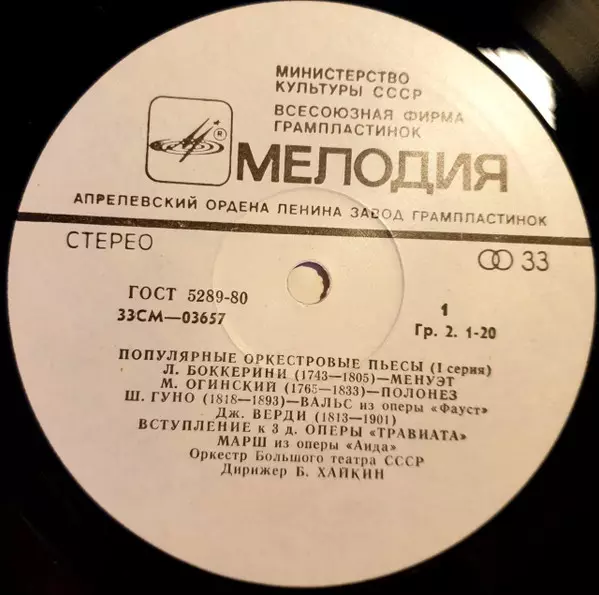 МИНИСТЕРСТВО
КУЛЬТУРЫ СССР
ВСЕСОЮЗНАЯ ФИРМА
ГРАМПЛАСТИНОК
®
МЕЛОДИЯ
АПРЕЛЕВСКИЙ ОРДЕНА ЛЕНИНА ЗАВОД ГРАМПЛАСТИНОК
СТЕРЕО
33
ГОСТ 5289-80
33СМ—03657
1
Гр. 2. 1-20
ПОПУЛЯРНЫЕ ОРКЕСТРОВЫЕ ПЬЕСЫ (I серия)
Л. БОККЕРИНИ (1743—1805)—МЕНУЭТ
М. ОГИНСКИЙ (1765—1833)—ПОЛОНЕЗ
Ш. ГУНО (1818—1893)—ВАЛЬС из оперы «Фауст»
Дж. ВЕРДИ (1813—1901)
ВСТУПЛЕНИЕ к 3 д. ОПЕРЫ «ТРАВИАТА»
МАРШ из оперы «Аида»
Оркестр Большого театра СССР
Дирижер Б. ХАЙКИН